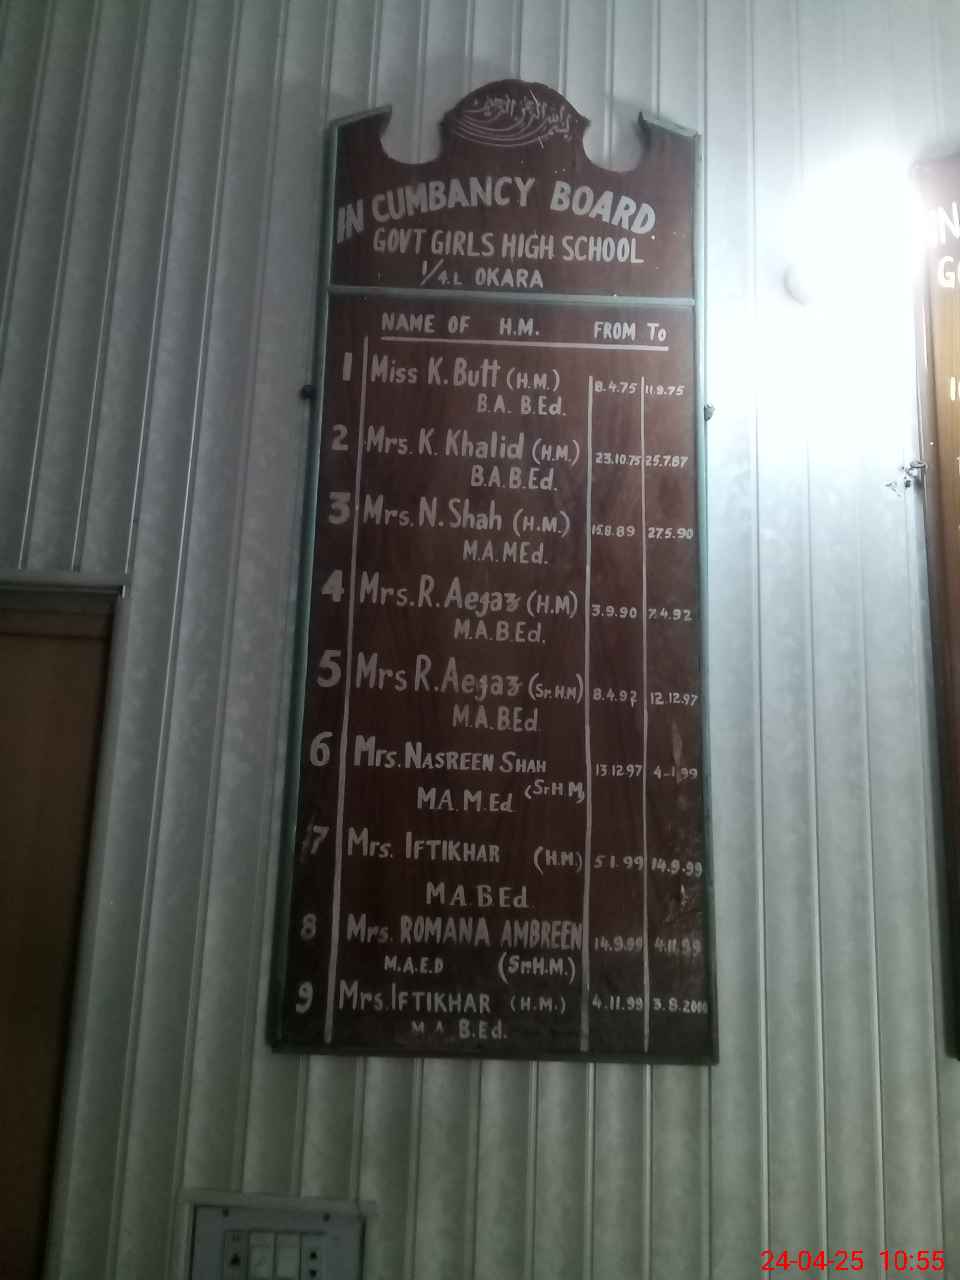 بسم الله الرحمن الرحيم
IN CUMBANCY BOARD
GOVT GIRLS HIGH SCHOOL
1/4.L OKARA
NAME OF H.M. FROM TO
1 Miss K. Butt (H.M.) 8.4.75 11.9.75
B.A. B.Ed.
2 Mrs. K. Khalid (H.M.) 23.10.75 25.7.87
B.A.B.Ed.
3 Mrs. N. Shah (H.M.) 15.8.89 27.5.90
M.A. MEd.
4 Mrs. R. Aegaz (H.M) 3.9.90 7.4.92
M.A.B.Ed.
5 Mrs R. Aegaz (Sr.H.M) 8.4.92 12.12.97
M.A.B.Ed.
6 Mrs. NASREEN SHAH 13.12.97 4-1.99
(Sr H.M)
MA. M.Ed.
7 Mrs. IFTIKHAR (H.M.) 5.1.99 14.9.99
M.A.B Ed.
8 Mrs. ROMANA AMBREEN 14.9.99 4.11.99
M.A.E.D (Sr.H.M.)
9 Mrs. IFTIKHAR (H.M.) 4.11.99 3.8.2000
M.A. B.Ed.
24-04-25 10:55